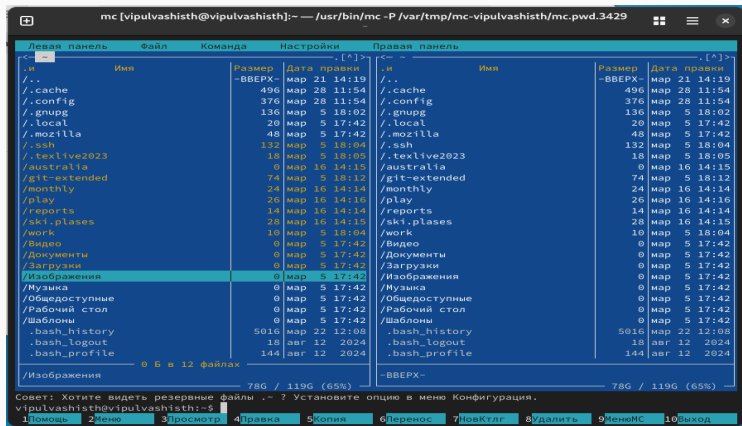 mc [vipulvashisth@vipulvashisth]:~ — /usr/bin/mc -P /var/tmp/mc-vipulvashisth/mc.pwd.3429
Левая панель Файл Команда Настройки Правая панель
<— ~ .[^]> <— ~ .[^]>
.и Имя Размер Дата правки .и Имя Размер Дата правки
/.. -ВВЕРХ- мар 21 14:19 /.. -ВВЕРХ- мар 21 14:19
/.cache 496 мар 28 11:54 /.cache 496 мар 28 11:54
/.config 376 мар 28 11:54 /.config 376 мар 28 11:54
/.gnupg 136 мар 5 18:02 /.gnupg 136 мар 5 18:02
/.local 20 мар 5 17:42 /.local 20 мар 5 17:42
/.mozilla 48 мар 5 17:42 /.mozilla 48 мар 5 17:42
/.ssh 132 мар 5 18:04 /.ssh 132 мар 5 18:04
/.texlive2023 18 мар 5 18:05 /.texlive2023 18 мар 5 18:05
/australia 0 мар 16 14:15 /australia 0 мар 16 14:15
/git-extended 74 мар 5 18:12 /git-extended 74 мар 5 18:12
/monthly 24 мар 16 14:14 /monthly 24 мар 16 14:14
/play 26 мар 16 14:16 /play 26 мар 16 14:16
/reports 14 мар 16 14:14 /reports 14 мар 16 14:14
/ski.plases 28 мар 16 14:15 /ski.plases 28 мар 16 14:15
/work 10 мар 5 18:04 /work 10 мар 5 18:04
/Видео 0 мар 5 17:42 /Видео 0 мар 5 17:42
/Документы 0 мар 5 17:42 /Документы 0 мар 5 17:42
/Загрузки 0 мар 5 17:42 /Загрузки 0 мар 5 17:42
/Изображения 0 мар 5 17:42 /Изображения 0 мар 5 17:42
/Музыка 0 мар 5 17:42 /Музыка 0 мар 5 17:42
/Общедоступные 0 мар 5 17:42 /Общедоступные 0 мар 5 17:42
/Рабочий стол 0 мар 5 17:42 /Рабочий стол 0 мар 5 17:42
/Шаблоны 0 мар 5 17:42 /Шаблоны 0 мар 5 17:42
.bash_history 5016 мар 22 12:08 .bash_history 5016 мар 22 12:08
.bash_logout 18 авг 12 2024 .bash_logout 18 авг 12 2024
.bash_profile 144 авг 12 2024 .bash_profile 144 авг 12 2024
0 Б в 12 файлах
/Изображения -ВВЕРХ-
78G / 119G (65%) 78G / 119G (65%)
Совет: Хотите видеть резервные файлы .~ ? Установите опцию в меню Конфигурация.
vipulvashisth@vipulvashisth:~$
1Помощь 2Меню 3Просмотр 4Правка 5Копия 6Перенос 7НовКтлг 8Удалить 9МенюMC 10Выход